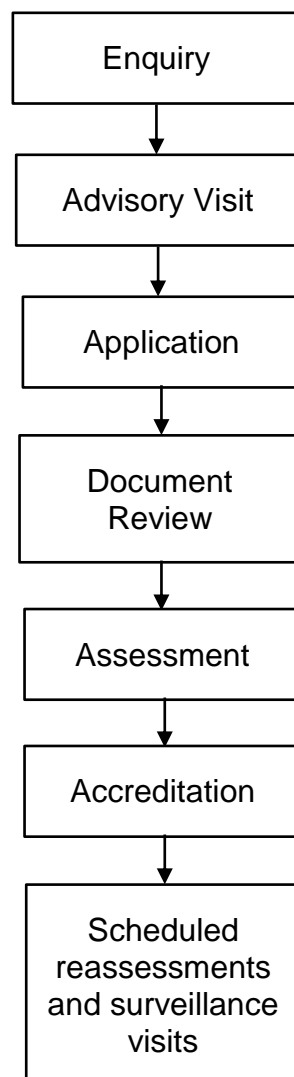 Enquiry
Advisory Visit
Application
Document
Review
Assessment
Accreditation
Scheduled
reassessments
and surveillance
visits